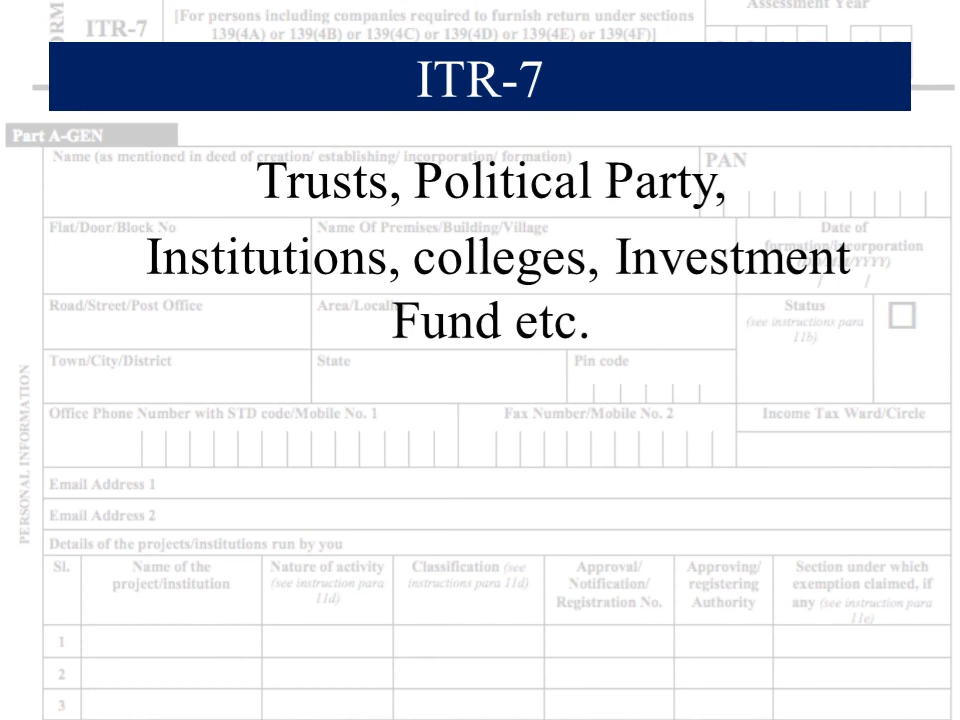 FORM
ITR-7
[For persons including companies required to furnish return under sections
139(4A) or 139(4B) or 139(4C) or 139(4D) or 139(4E) or 139(4F)]
Assessment Year
ITR-7
Part A-GEN
Name (as mentioned in deed of creation/ establishing/ incorporation/ formation)
PAN
Trusts, Political Party,
Flat/Door/Block No
Name Of Premises/Building/Village
Date of
formation/incorporation
Institutions, colleges, Investment
Fund etc.
Road/Street/Post Office
Status
(see instructions para
11b)
Town/City/District
State
Pin code
PERSONAL INFORMATION
Office Phone Number with STD code/Mobile No. 1
Fax Number/Mobile No. 2
Income Tax Ward/Circle
Email Address 1
Email Address 2
Details of the projects/institutions run by you
Sl.
Name of the
project/institution
Nature of activity
(see instruction para
11d)
Classification (see
instructions para 11d)
Approval/
Notification/
Registration No.
Approving/
registering
Authority
Section under which
exemption claimed, if
any (see instruction para
11e)
1
2
3